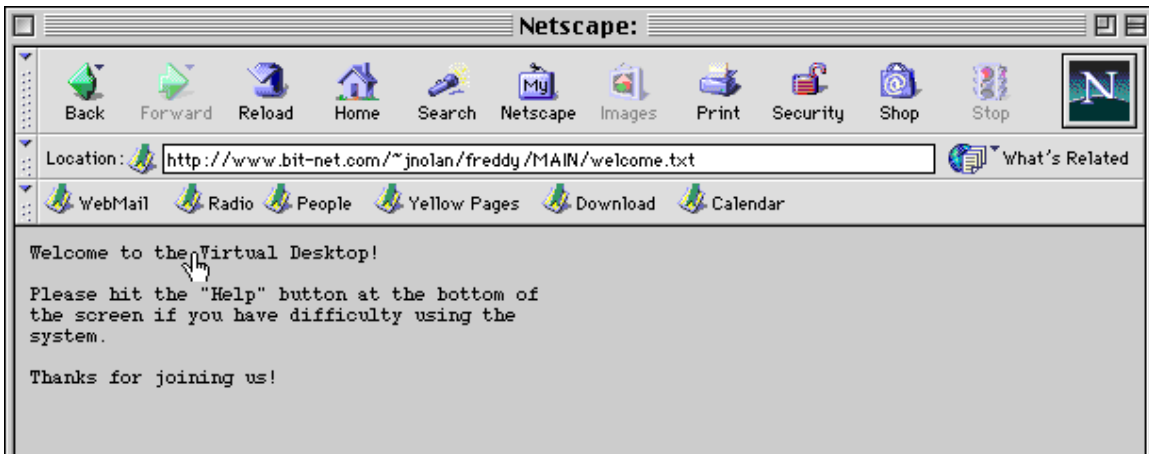 Netscape:
Back Forward Reload Home Search Netscape Images Print Security Shop Stop
My
N
Location: http://www.bit-net.com/~jnolan/freddy/MAIN/welcome.txt What's Related
WebMail Radio People Yellow Pages Download Calendar
Welcome to the Virtual Desktop!
Please hit the "Help" button at the bottom of
the screen if you have difficulty using the
system.
Thanks for joining us!